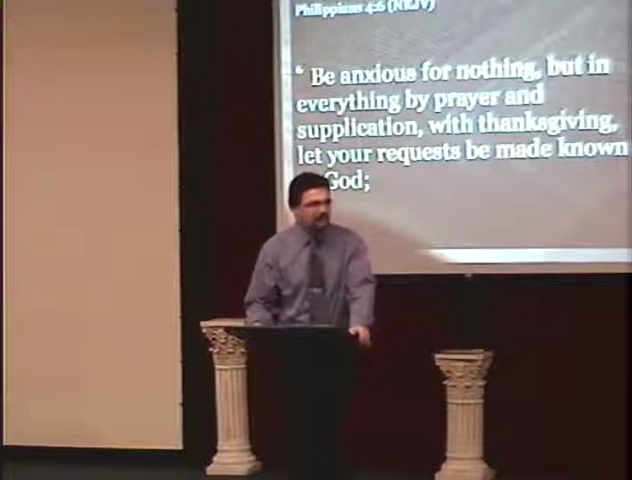 Philippians 4:6 (NKJV)
6 Be anxious for nothing, but in
everything by prayer and
supplication, with thanksgiving,
let your requests be made known
God;